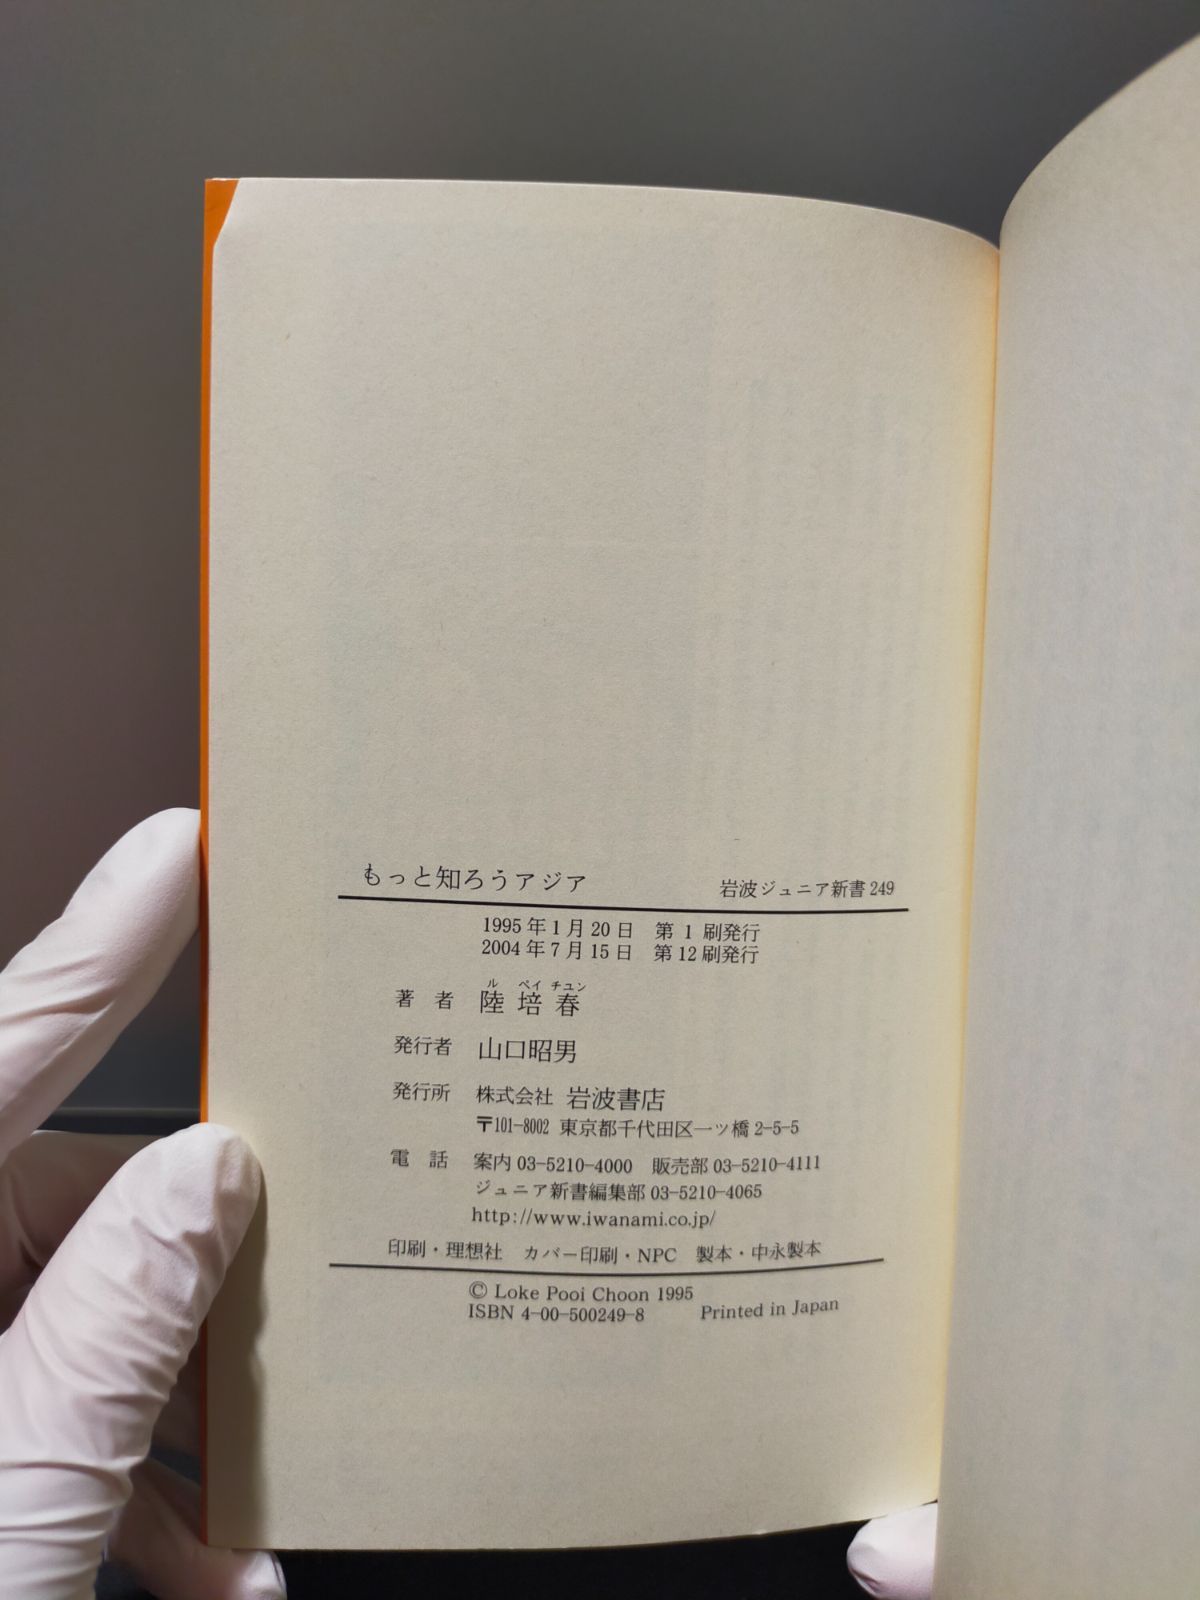 もっと知ろうアジア　岩波ジュニア新書 249
1995年1月20日　第 1 刷発行
2004年7月15日　第12刷発行
ル ペイ チュン
著　者　陸 培 春
発行者　山口昭男
発行所　株式会社 岩波書店
〒101-8002 東京都千代田区一ツ橋 2-5-5
電　話　案内 03-5210-4000　販売部 03-5210-4111
ジュニア新書編集部 03-5210-4065
http://www.iwanami.co.jp/
印刷・理想社　カバー印刷・NPC　製本・中永製本
© Loke Pooi Choon 1995
ISBN 4-00-500249-8　Printed in Japan